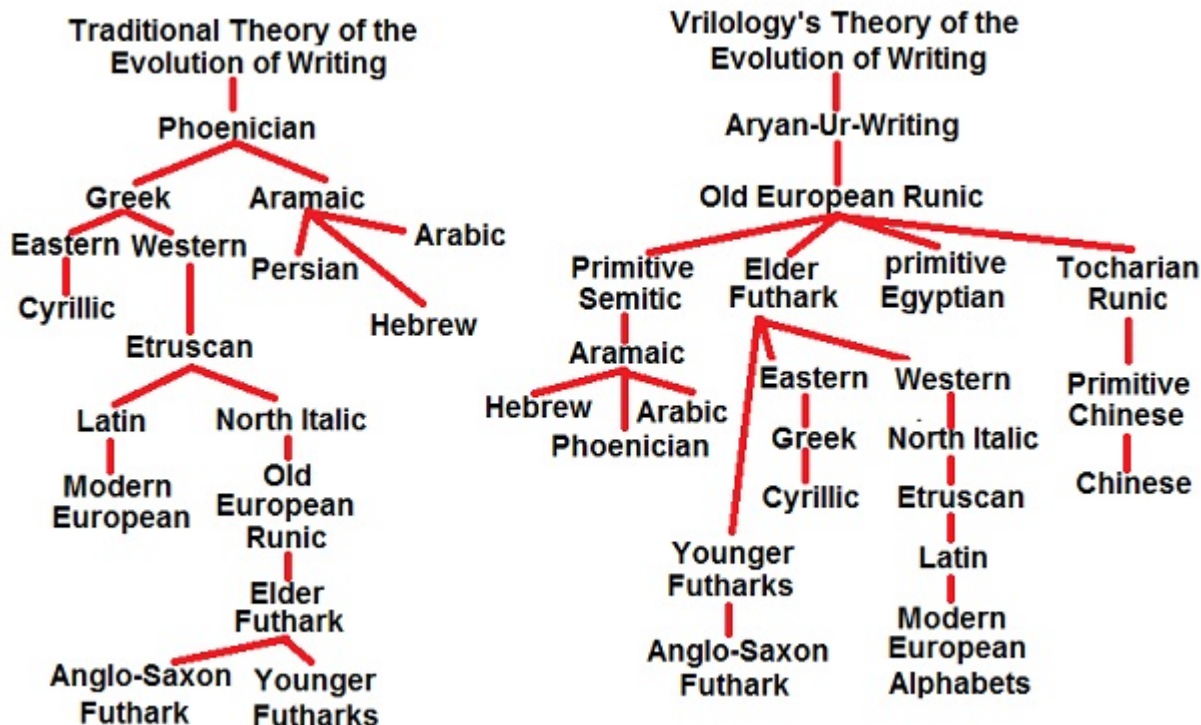 Traditional Theory of the
Evolution of Writing
Phoenician
Greek
Aramaic
Eastern
Western
Persian
Arabic
Cyrillic
Hebrew
Etruscan
Latin
North Italic
Modern
European
Old
European
Runic
Elder
Futhark
Anglo-Saxon
Futhark
Younger
Futharks
Vrilology's Theory of the
Evolution of Writing
Aryan-Ur-Writing
Old European Runic
Primitive
Semitic
Elder
Futhark
primitive
Egyptian
Tocharian
Runic
Aramaic
Hebrew
Phoenician
Arabic
Eastern
Western
Primitive
Chinese
Greek
North Italic
Chinese
Cyrillic
Etruscan
Younger
Futharks
Latin
Anglo-Saxon
Futhark
Modern
European
Alphabets